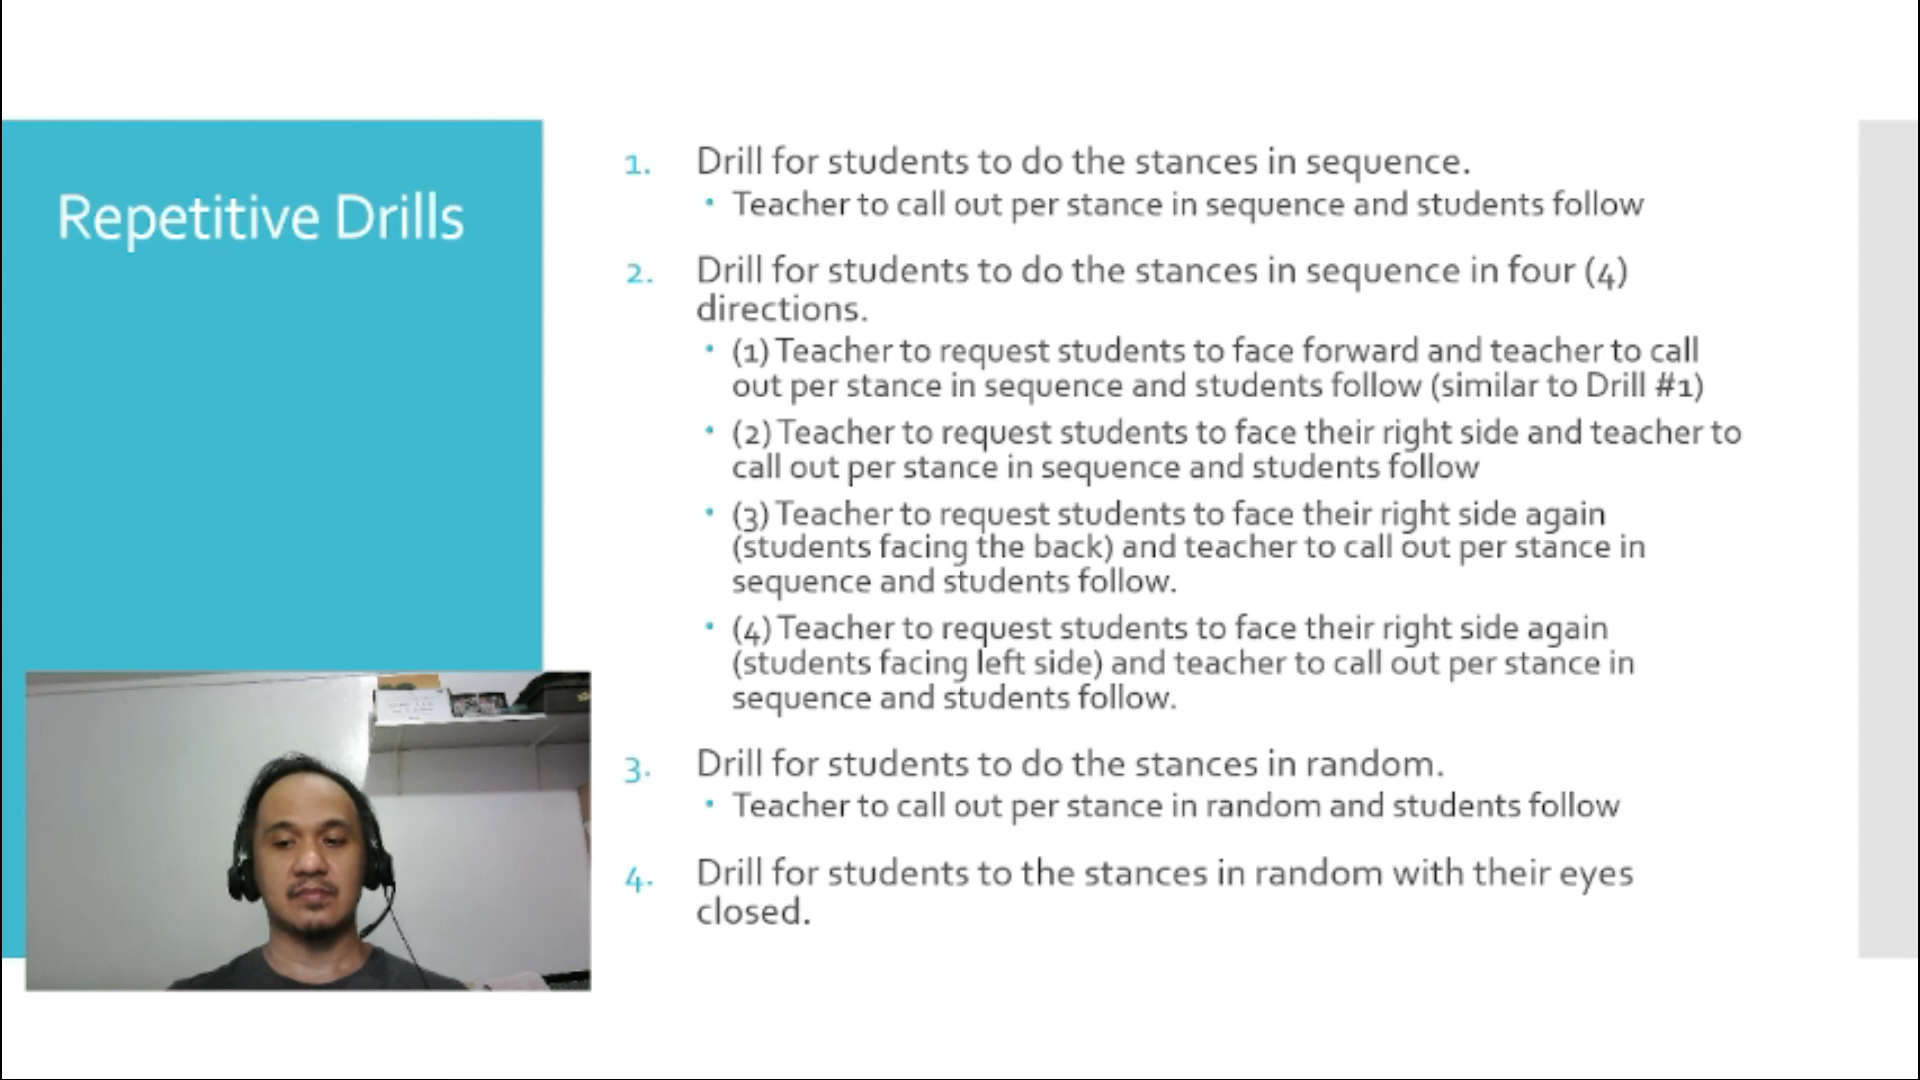 Repetitive Drills
1. Drill for students to do the stances in sequence.
• Teacher to call out per stance in sequence and students follow
2. Drill for students to do the stances in sequence in four (4)
directions.
• (1) Teacher to request students to face forward and teacher to call
out per stance in sequence and students follow (similar to Drill #1)
• (2) Teacher to request students to face their right side and teacher to
call out per stance in sequence and students follow
• (3) Teacher to request students to face their right side again
(students facing the back) and teacher to call out per stance in
sequence and students follow.
• (4) Teacher to request students to face their right side again
(students facing left side) and teacher to call out per stance in
sequence and students follow.
3. Drill for students to do the stances in random.
• Teacher to call out per stance in random and students follow
4. Drill for students to the stances in random with their eyes
closed.